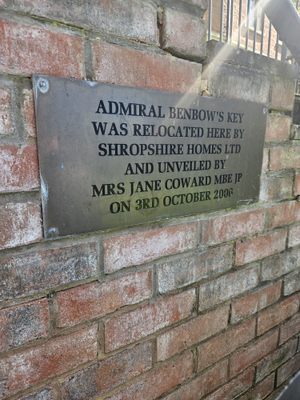 ADMIRAL BENBOW'S KEY
WAS RELOCATED HERE BY
SHROPSHIRE HOMES LTD
AND UNVEILED BY
MRS JANE COWARD MBE JP
ON 3RD OCTOBER 2006